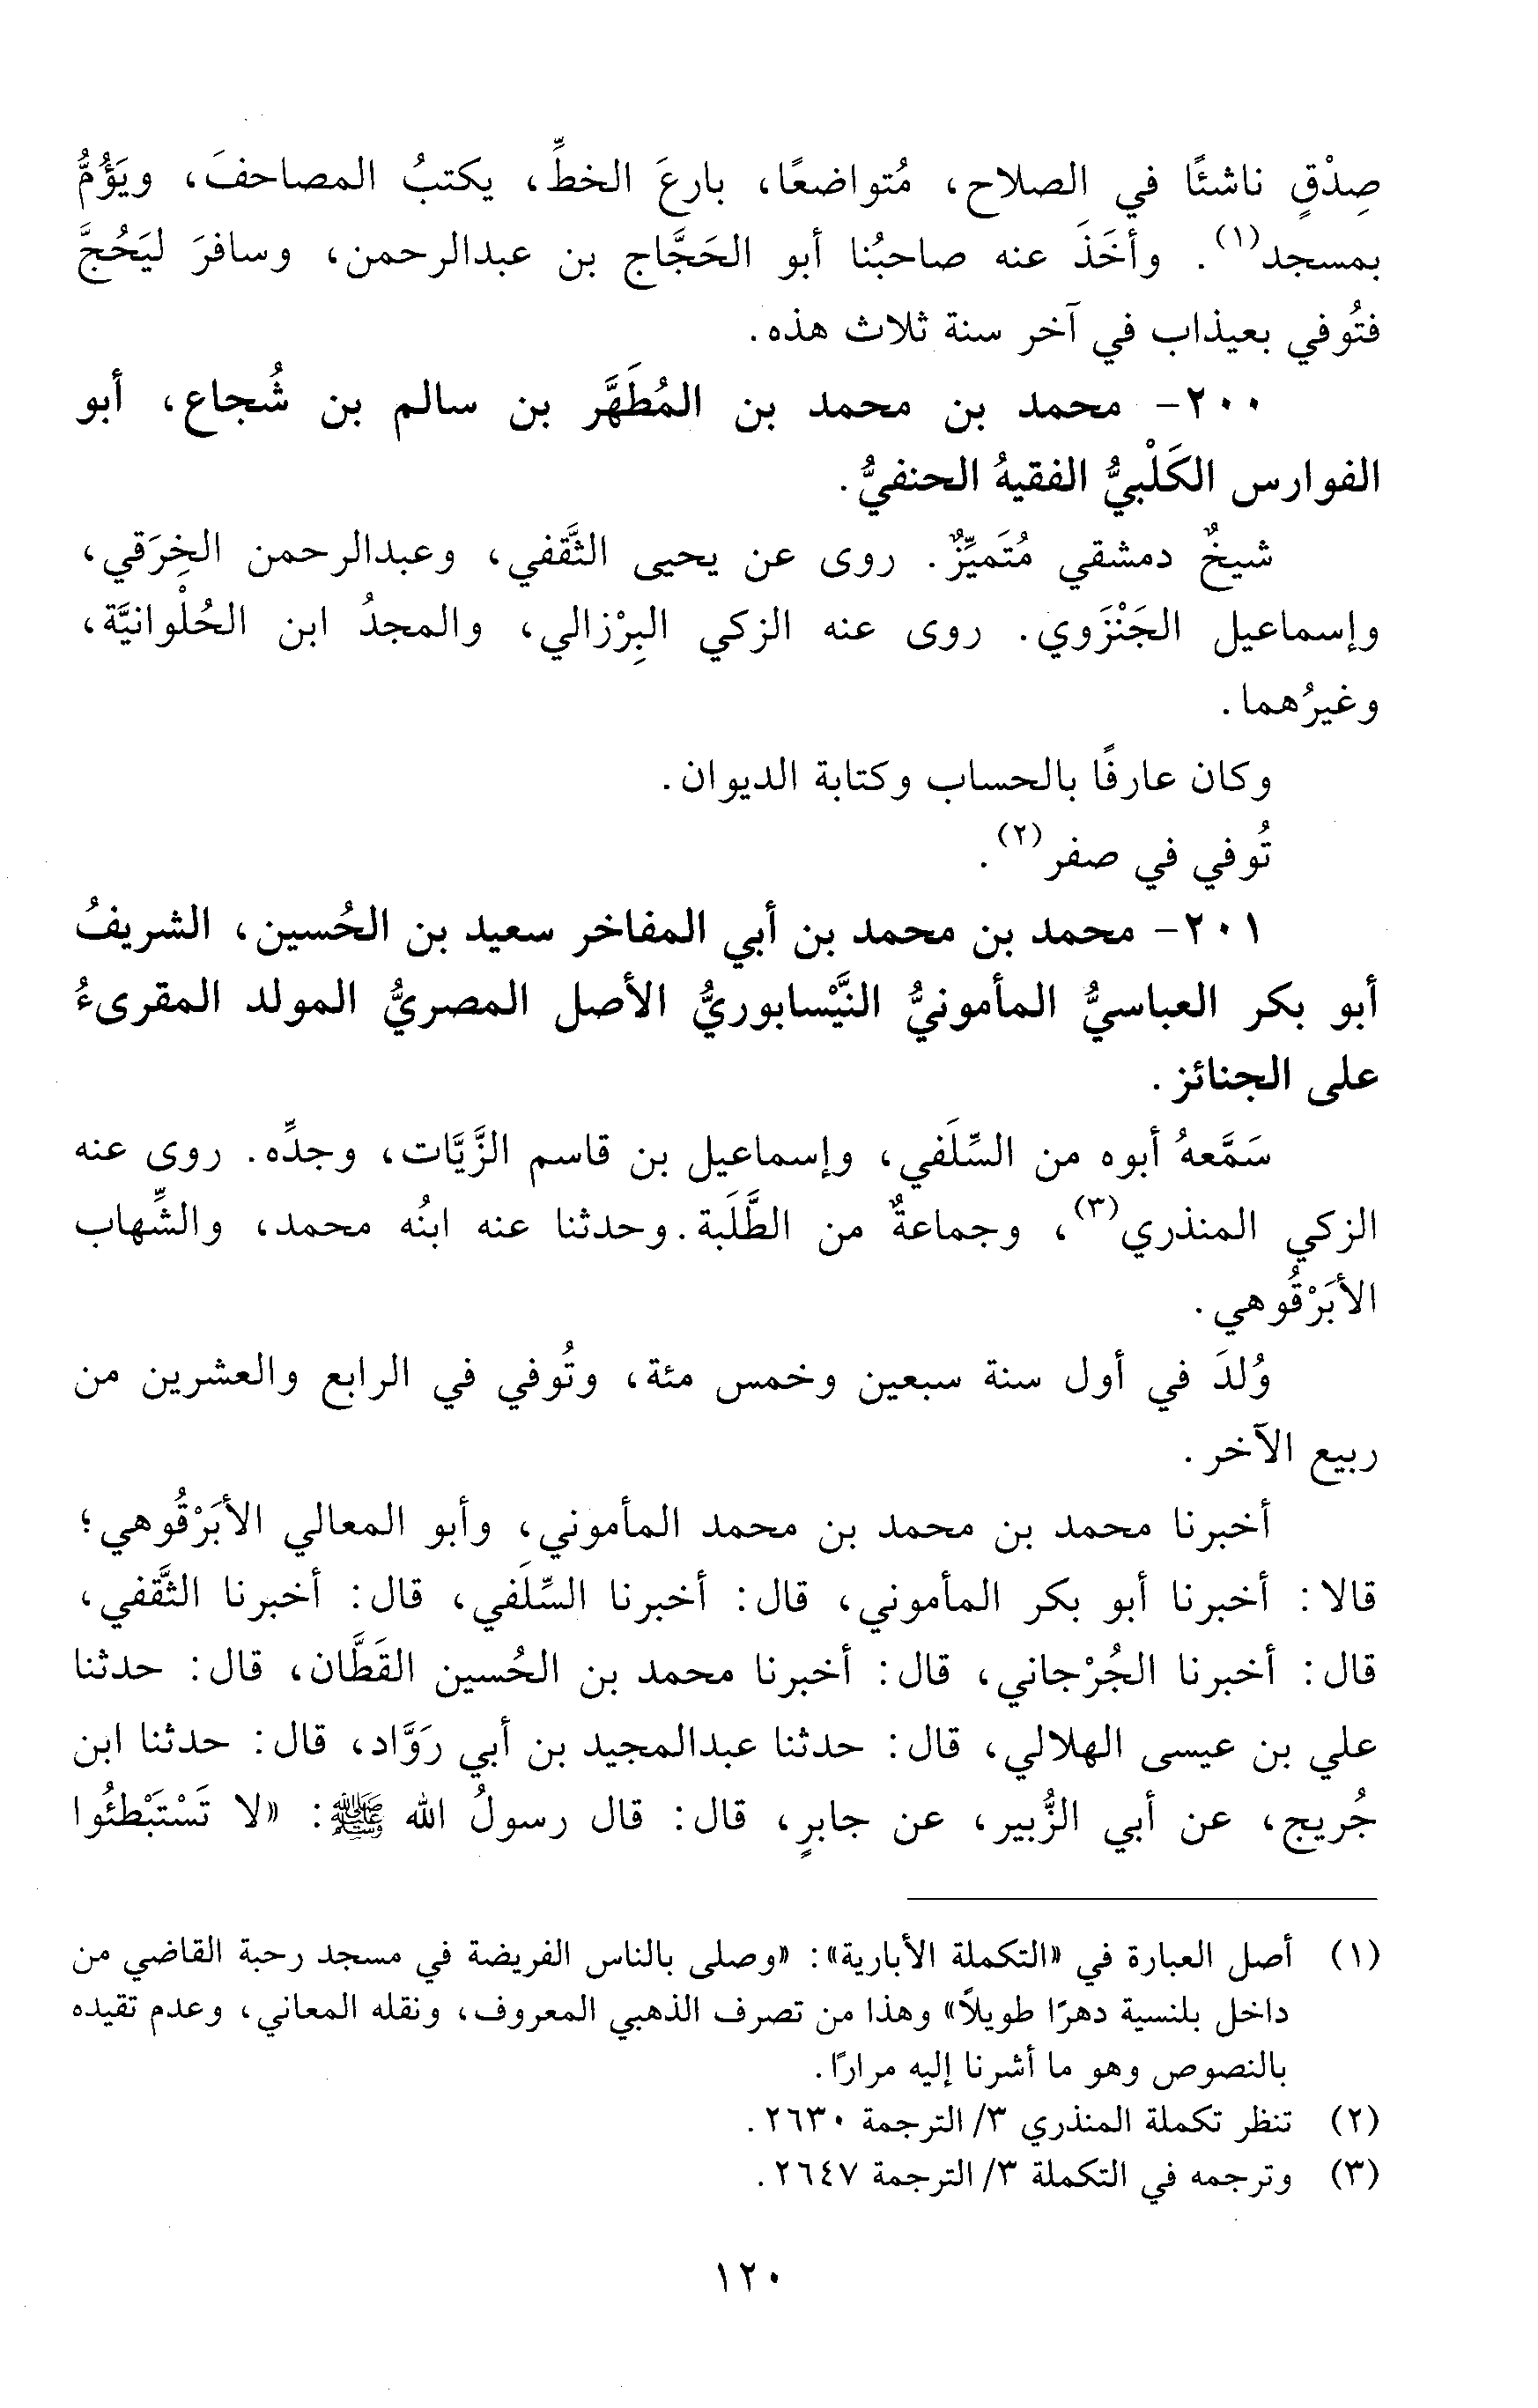 صِدْقٍ ناشئًا في الصلاح، مُتواضعًا، بارعَ الخطِّ، يكتبُ المصاحفَ، ويَؤُمُّ
بمسجد(١). وأخَذَ عنه صاحبُنا أبو الحَجَّاج بن عبدالرحمن، وسافرَ ليَحُجَّ
فتُوفي بعيذاب في آخر سنة ثلاث هذه.
٢٠٠- محمد بن محمد بن المُطَهَّر بن سالم بن شُجاع، أبو
الفوارس الكَلْبيُّ الفقيهُ الحنفيُّ.
شيخٌ دمشقي مُتَميِّزٌ. روى عن يحيى الثَّقفي، وعبدالرحمن الخِرَقي،
وإسماعيل الجَنْزَوي. روى عنه الزكي البِرْزالي، والمجدُ ابن الحُلْوانيَّة،
وغيرُهما.
وكان عارفًا بالحساب وكتابة الديوان.
تُوفي في صفر(٢).
٢٠١- محمد بن محمد بن أبي المفاخر سعيد بن الحُسين، الشريفُ
أبو بكر العباسيُّ المأمونيُّ النَّيْسابوريُّ الأصل المصريُّ المولد المقرىءُ
على الجنائز.
سَمَّعهُ أبوه من السِّلَفي، وإسماعيل بن قاسم الزَّيَّات، وجدِّه. روى عنه
الزكي المنذري(٣)، وجماعةٌ من الطَّلَبة. وحدثنا عنه ابنُه محمد، والشِّهاب
الأبَرْقُوهي.
وُلدَ في أول سنة سبعين وخمس مئة، وتُوفي في الرابع والعشرين من
ربيع الآخر.
أخبرنا محمد بن محمد بن محمد المأموني، وأبو المعالي الأبَرْقُوهي؛
قالا: أخبرنا أبو بكر المأموني، قال: أخبرنا السِّلَفي، قال: أخبرنا الثَّقفي،
قال: أخبرنا الجُرْجاني، قال: أخبرنا محمد بن الحُسين القَطَّان، قال: حدثنا
علي بن عيسى الهلالي، قال: حدثنا عبدالمجيد بن أبي رَوَّاد، قال: حدثنا ابن
جُريج، عن أبي الزُّبير، عن جابرٍ، قال: قال رسولُ الله ﷺ: «لا تَسْتَبْطئُوا
(١) أصل العبارة في «التكملة الأبارية»: «وصلى بالناس الفريضة في مسجد رحبة القاضي من
داخل بلنسية دهرًا طويلاً» وهذا من تصرف الذهبي المعروف، ونقله المعاني، وعدم تقيده
بالنصوص وهو ما أشرنا إليه مرارًا.
(٢) تنظر تكملة المنذري ٣/ الترجمة ٢٦٣٠.
(٣) وترجمه في التكملة ٣/ الترجمة ٢٦٤٧.
١٢٠